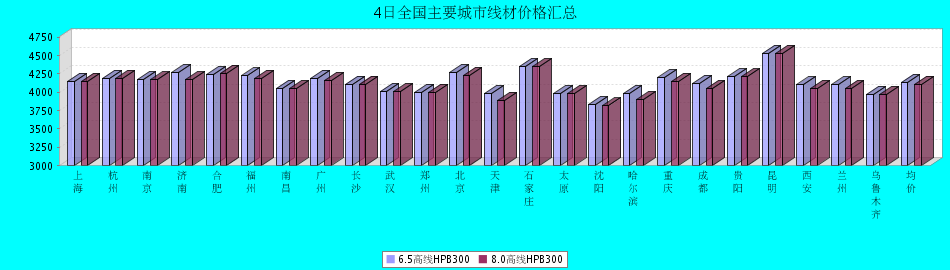 4日全国主要城市线材价格汇总
4750
4500
4250
4000
3750
3500
3250
3000
上海
杭州
南京
济南
合肥
福州
南昌
广州
长沙
武汉
郑州
北京
天津
石家庄
太原
沈阳
哈尔滨
重庆
成都
贵阳
昆明
西安
兰州
乌鲁木齐
均价
6.5高线HPB300
8.0高线HPB300